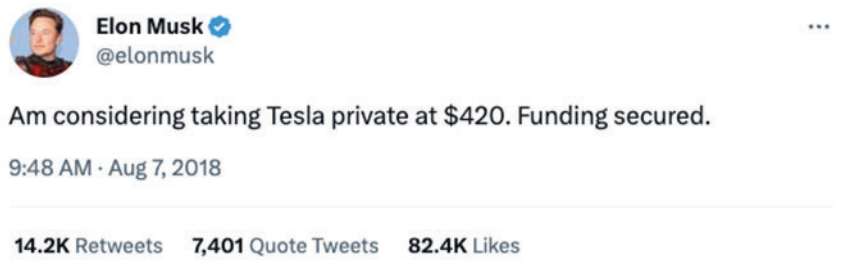 Elon Musk
@elonmusk
Am considering taking Tesla private at $420. Funding secured.
9:48 AM · Aug 7, 2018
14.2K Retweets 7,401 Quote Tweets 82.4K Likes